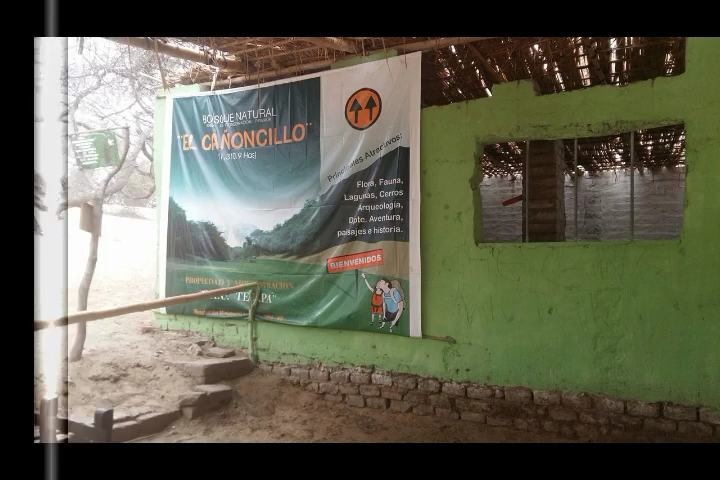 BOSQUE NATURAL
"EL CAÑONCILLO"
(1,310.9 Has)
Principales Atractivos:
Flora, Fauna,
Lagunas, Cerros
Arqueología,
Dpte. Aventura,
paisajes e historia.
BIENVENIDOS
PROPIEDAD Y ADMINISTRACION
"TECAPA"